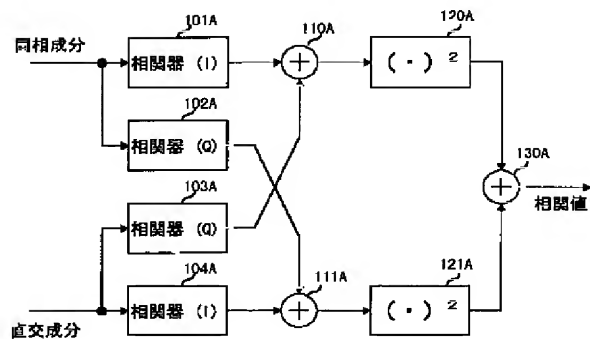 101A
110A
120A
同相成分
相関器 (I)
+
(・) 2
102A
相関器 (Q)
130A
+
相関値
103A
相関器 (Q)
104A
111A
121A
相関器 (I)
+
(・) 2
直交成分